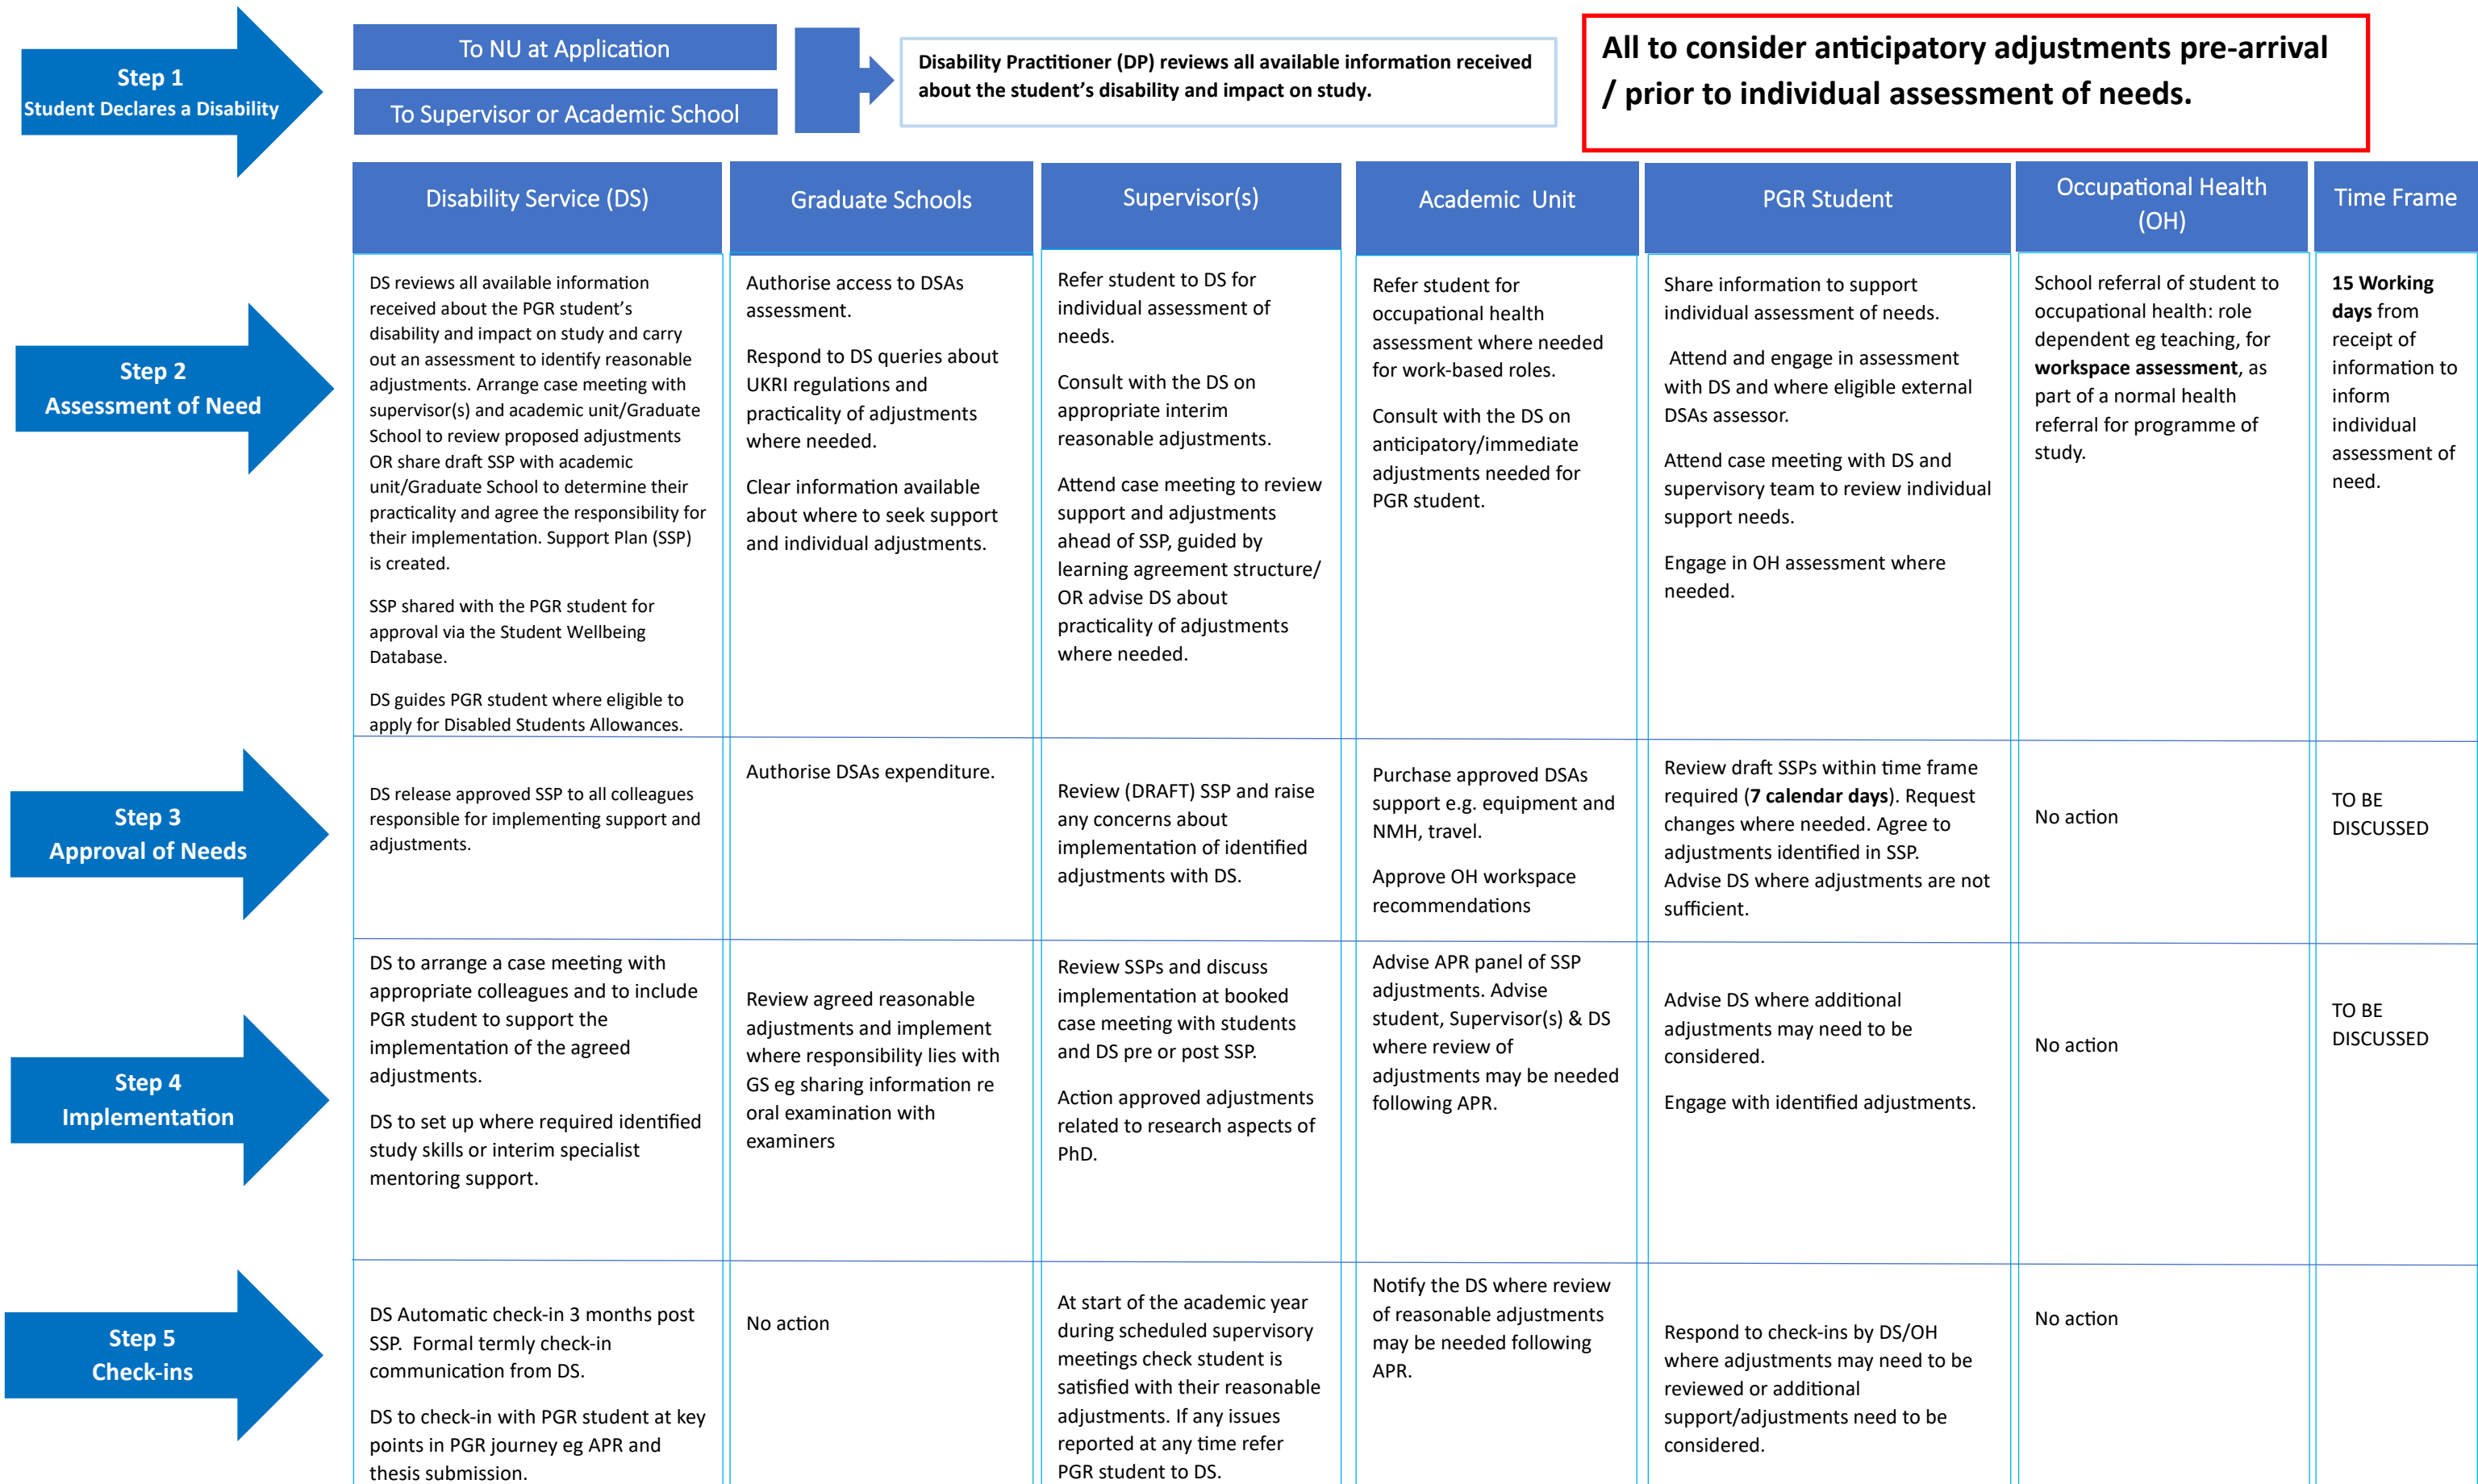 Step 1
Student Declares a Disability
To NU at Application
To Supervisor or Academic School
Disability Practitioner (DP) reviews all available information received
about the student's disability and impact on study.
All to consider anticipatory adjustments pre-arrival
/ prior to individual assessment of needs.
Disability Service (DS)
Graduate Schools
Supervisor(s)
Academic Unit
PGR Student
Occupational Health
(OH)
Time Frame
Step 2
Assessment of Need
DS reviews all available information
received about the PGR student's
disability and impact on study and carry
out an assessment to identify reasonable
adjustments. Arrange case meeting with
supervisor(s) and academic unit/Graduate
School to review proposed adjustments
OR share draft SSP with academic
unit/Graduate School to determine their
practicality and agree the responsibility for
their implementation. Support Plan (SSP)
is created.
SSP shared with the PGR student for
approval via the Student Wellbeing
Database.
DS guides PGR student where eligible to
apply for Disabled Students Allowances.
Authorise access to DSAs
assessment.
Respond to DS queries about
UKRI regulations and
practicality of adjustments
where needed.
Clear information available
about where to seek support
and individual adjustments.
Refer student to DS for
individual assessment of
needs.
Consult with the DS on
appropriate interim
reasonable adjustments.
Attend case meeting to review
support and adjustments
ahead of SSP, guided by
learning agreement structure/
OR advise DS about
practicality of adjustments
where needed.
Refer student for
occupational health
assessment where needed
for work-based roles.
Consult with the DS on
anticipatory/immediate
adjustments needed for
PGR student.
Share information to support
individual assessment of needs.
Attend and engage in assessment
with DS and where eligible external
DSAs assessor.
Attend case meeting with DS and
supervisory team to review individual
support needs.
Engage in OH assessment where
needed.
School referral of student to
occupational health: role
dependent eg teaching, for
workspace assessment, as
part of a normal health
referral for programme of
study.
15 Working
days from
receipt of
information to
inform
individual
assessment of
need.
Step 3
Approval of Needs
DS release approved SSP to all colleagues
responsible for implementing support and
adjustments.
Authorise DSAs expenditure.
Review (DRAFT) SSP and raise
any concerns about
implementation of identified
adjustments with DS.
Purchase approved DSAs
support e.g. equipment and
NMH, travel.
Approve OH workspace
recommendations
Review draft SSPs within time frame
required (7 calendar days). Request
changes where needed. Agree to
adjustments identified in SSP.
Advise DS where adjustments are not
sufficient.
No action
TO BE
DISCUSSED
Step 4
Implementation
DS to arrange a case meeting with
appropriate colleagues and to include
PGR student to support the
implementation of the agreed
adjustments.
DS to set up where required identified
study skills or interim specialist
mentoring support.
Review agreed reasonable
adjustments and implement
where responsibility lies with
GS eg sharing information re
oral examination with
examiners
Review SSPs and discuss
implementation at booked
case meeting with students
and DS pre or post SSP.
Action approved adjustments
related to research aspects of
PhD.
Advise APR panel of SSP
adjustments. Advise
student, Supervisor(s) & DS
where review of
adjustments may be needed
following APR.
Advise DS where additional
adjustments may need to be
considered.
Engage with identified adjustments.
No action
TO BE
DISCUSSED
Step 5
Check-ins
DS Automatic check-in 3 months post
SSP. Formal termly check-in
communication from DS.
DS to check-in with PGR student at key
points in PGR journey eg APR and
thesis submission.
No action
At start of the academic year
during scheduled supervisory
meetings check student is
satisfied with their reasonable
adjustments. If any issues
reported at any time refer
PGR student to DS.
Notify the DS where review
of reasonable adjustments
may be needed following
APR.
Respond to check-ins by DS/OH
where adjustments may need to be
reviewed or additional
support/adjustments need to be
considered.
No action